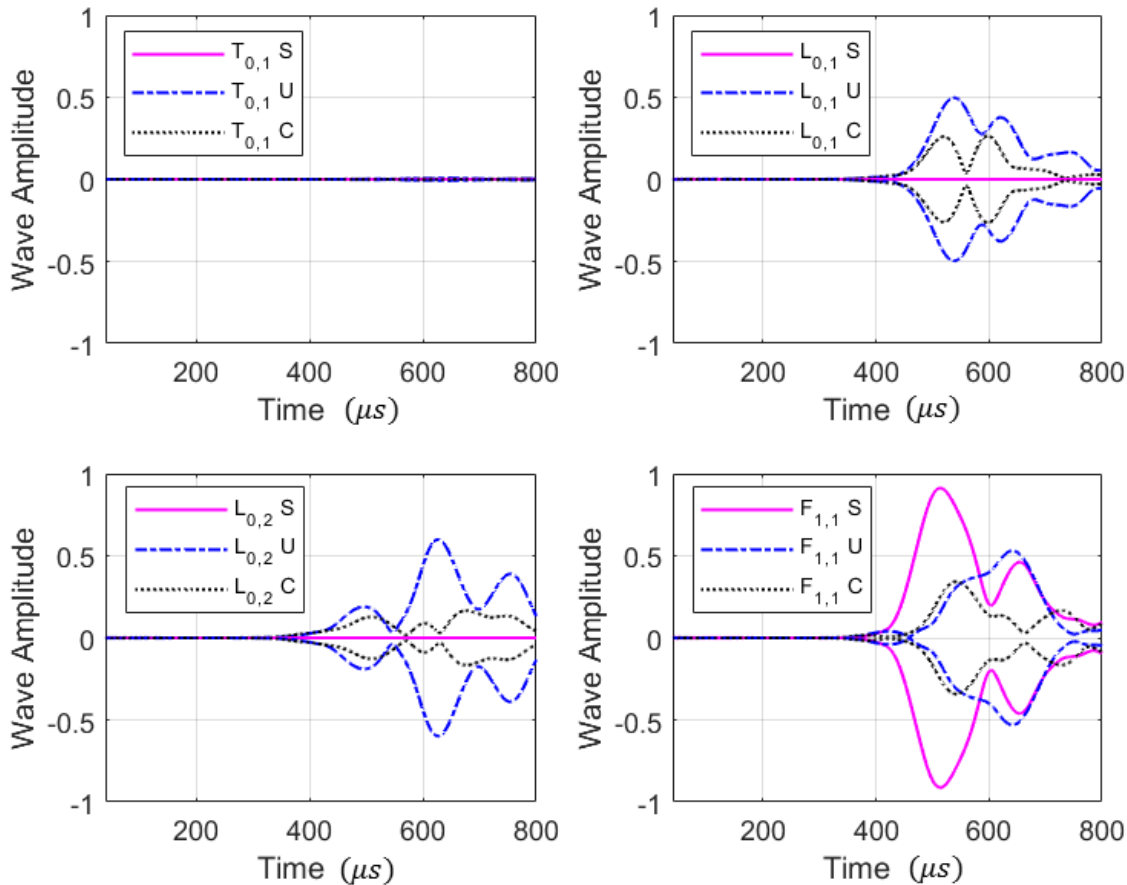 1
0.5
0
-0.5
-1
Wave Amplitude
T0,1 S
T0,1 U
T0,1 C
200
400
600
800
Time (μs)
1
0.5
0
-0.5
-1
Wave Amplitude
L0,1 S
L0,1 U
L0,1 C
200
400
600
800
Time (μs)
1
0.5
0
-0.5
-1
Wave Amplitude
L0,2 S
L0,2 U
L0,2 C
200
400
600
800
Time (μs)
1
0.5
0
-0.5
-1
Wave Amplitude
F1,1 S
F1,1 U
F1,1 C
200
400
600
800
Time (μs)